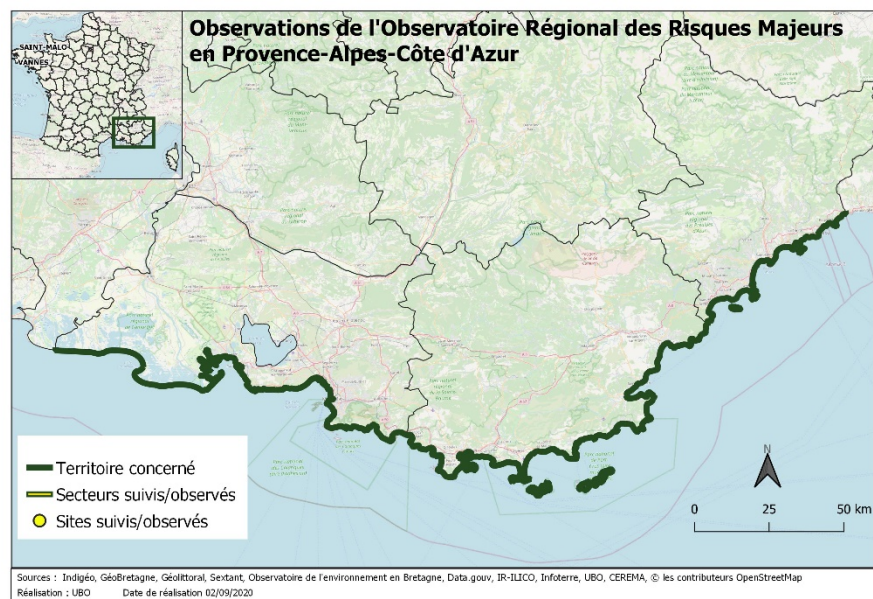 Observations de l'Observatoire Régional des Risques Majeurs
en Provence-Alpes-Côte d'Azur
SAINT-MALO
VANNES
Territoire concerné
Secteurs suivis/observés
Sites suivis/observés
N
0 25 50 km
Sources : Indigéo, GéoBretagne, Géolittoral, Sextant, Observatoire de l'environnement en Bretagne, Data.gouv, IR-ILICO, Infoterre, UBO, CEREMA, © les contributeurs OpenStreetMap
Réalisation : UBO Date de réalisation 02/09/2020